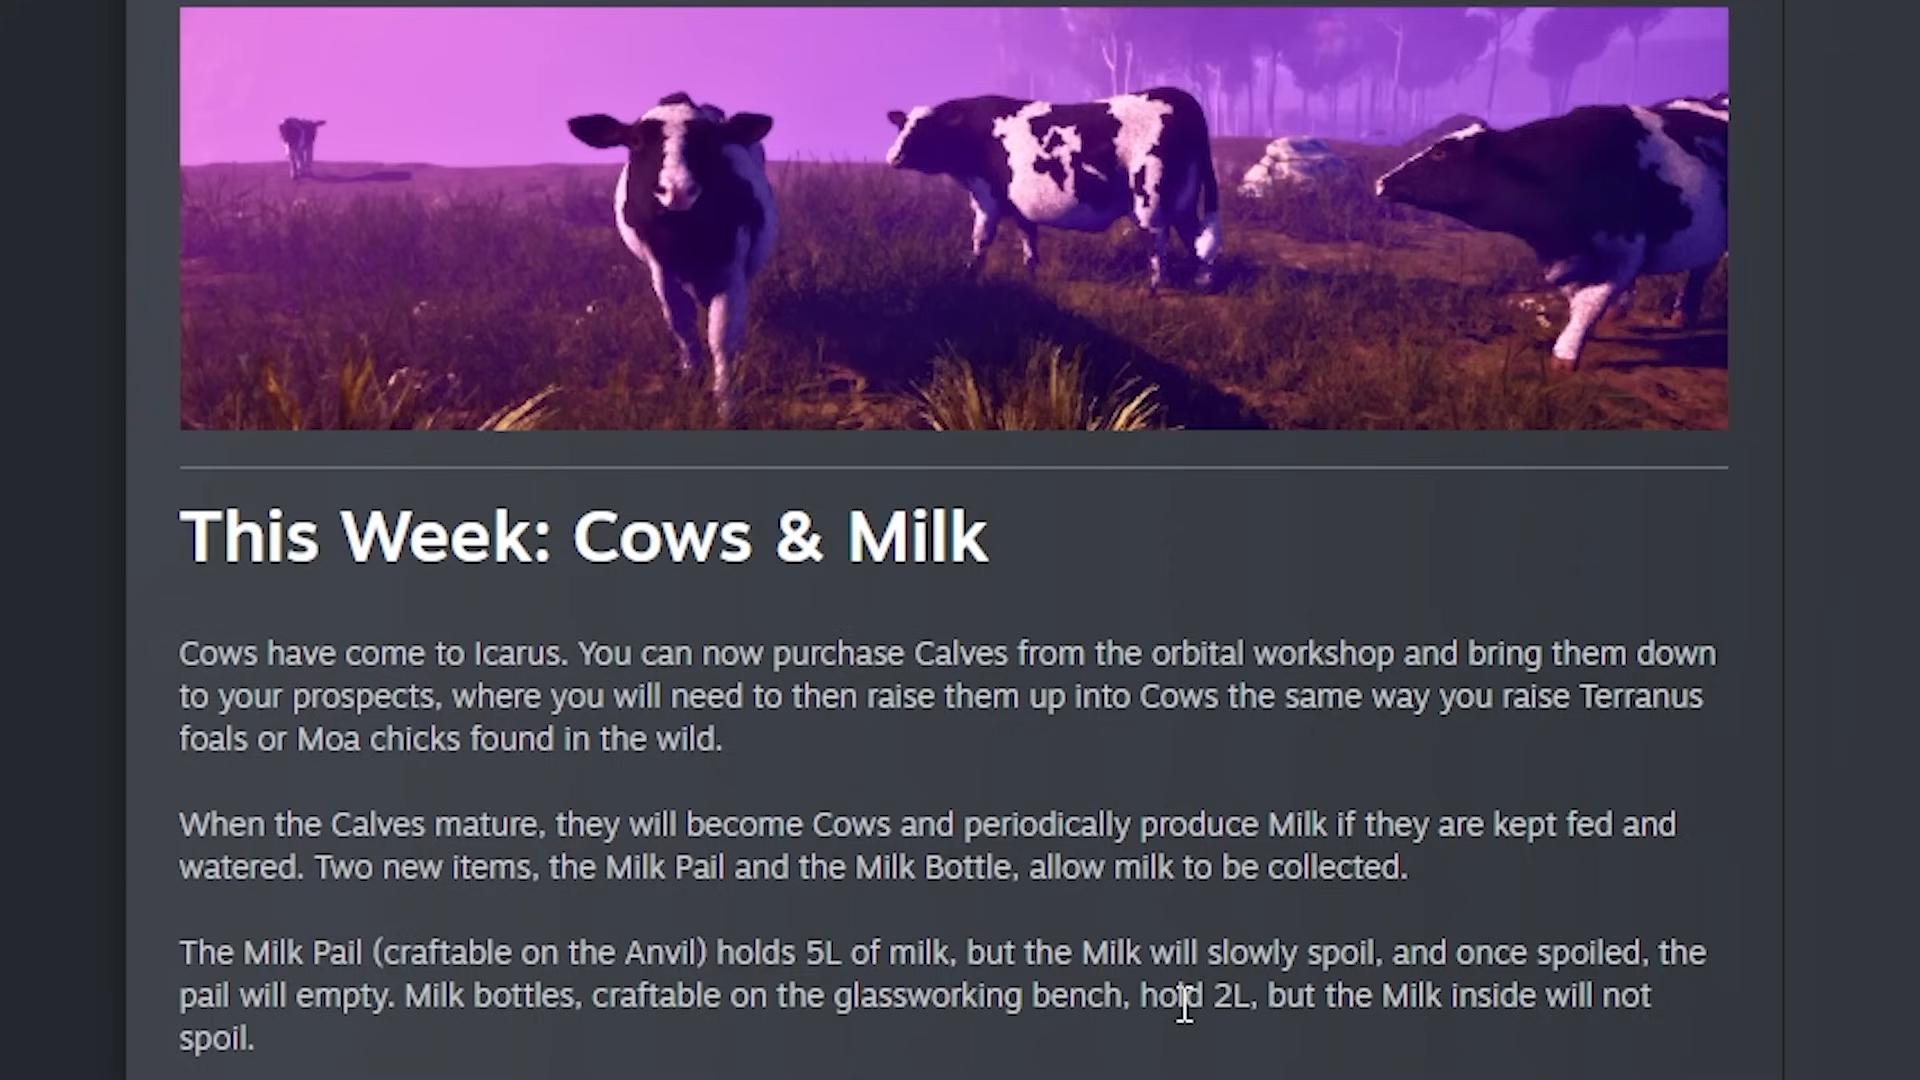 This Week: Cows & Milk
Cows have come to Icarus. You can now purchase Calves from the orbital workshop and bring them down
to your prospects, where you will need to then raise them up into Cows the same way you raise Terranus
foals or Moa chicks found in the wild.
When the Calves mature, they will become Cows and periodically produce Milk if they are kept fed and
watered. Two new items, the Milk Pail and the Milk Bottle, allow milk to be collected.
The Milk Pail (craftable on the Anvil) holds 5L of milk, but the Milk will slowly spoil, and once spoiled, the
pail will empty. Milk bottles, craftable on the glassworking bench, hold 2L, but the Milk inside will not
spoil.